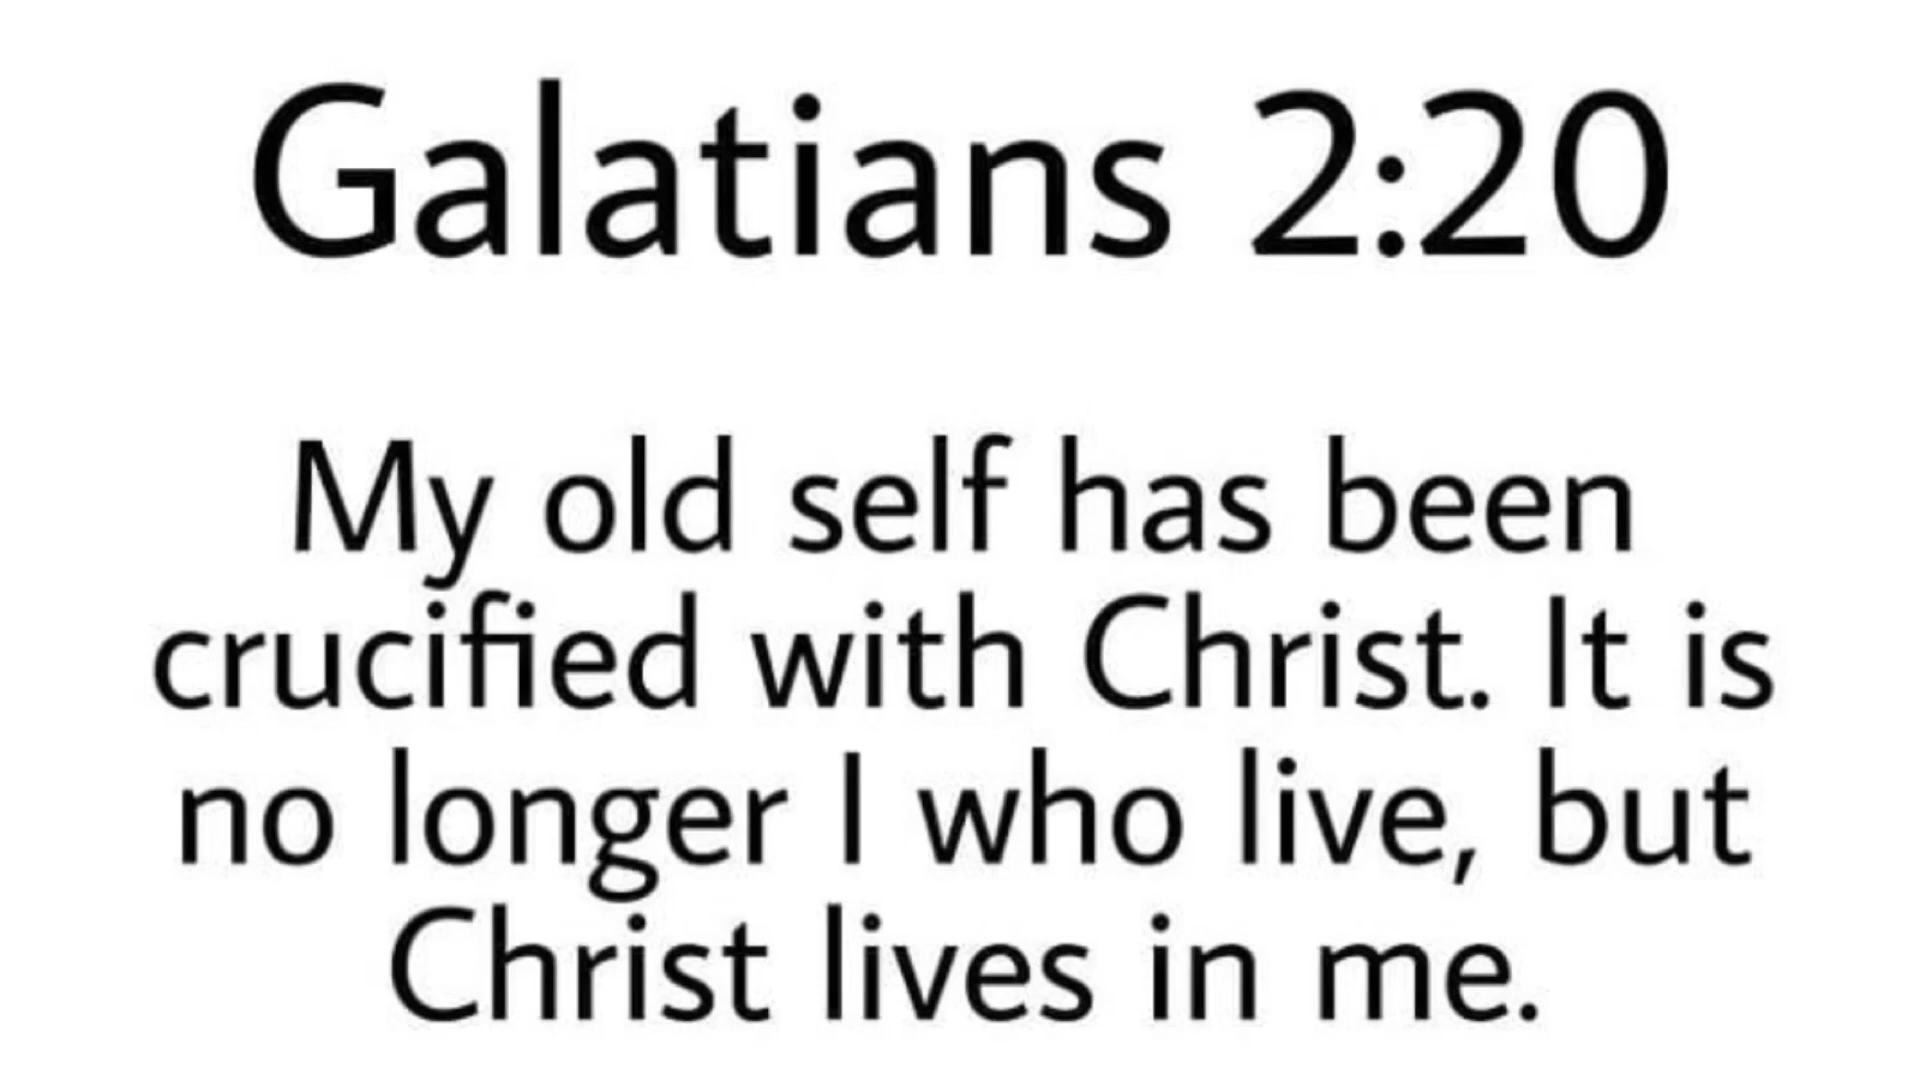 Galatians 2:20
My old self has been
crucified with Christ. It is
no longer I who live, but
Christ lives in me.